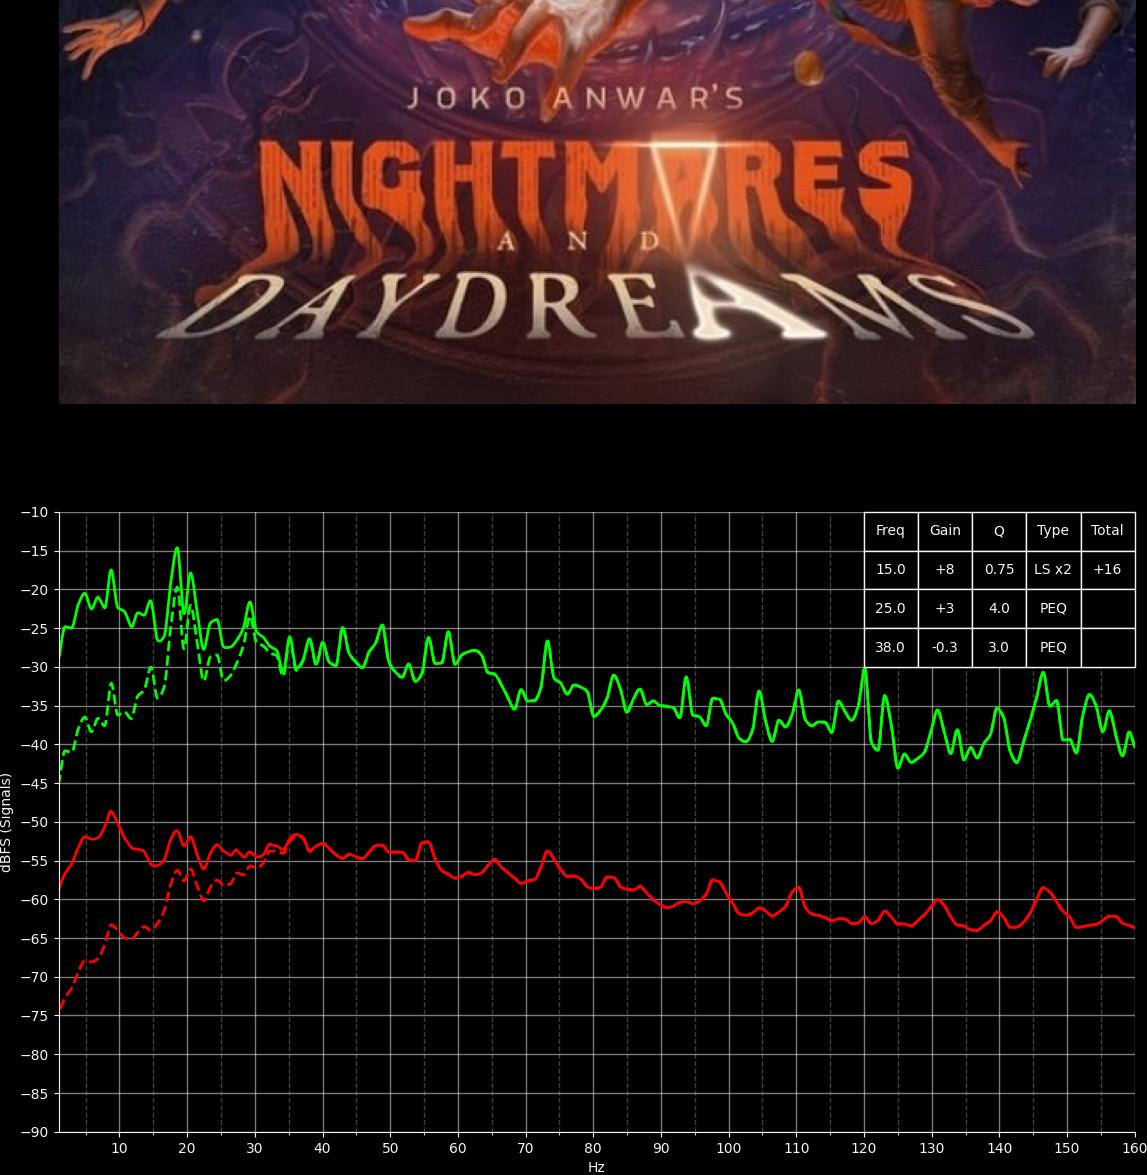 JOKO ANWAR'S
NIGHTMARES
AND
DAYDREAMS
Freq Gain Q Type Total
15.0 +8 0.75 LS x2 +16
25.0 +3 4.0 PEQ
38.0 -0.3 3.0 PEQ
−10
−15
−20
−25
−30
−35
−40
−45
−50
−55
−60
−65
−70
−75
−80
−85
−90
dBFS (Signals)
10 20 30 40 50 60 70 80 90 100 110 120 130 140 150 160
Hz